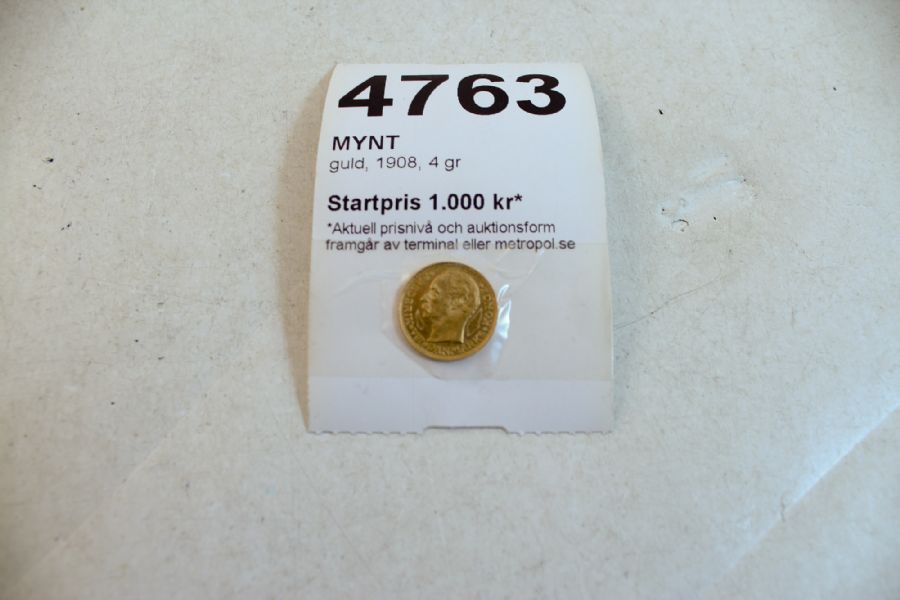 4763
MYNT
guld, 1908, 4 gr
Startpris 1.000 kr*
*Aktuell prisnivå och auktionsform
framgår av terminal eller metropol.se